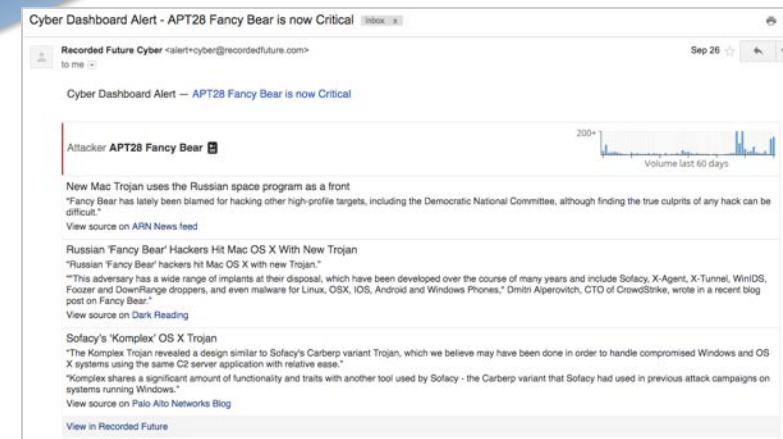 Cyber Dashboard Alert - APT28 Fancy Bear is now Critical Inbox x
Recorded Future Cyber <alert+cyber@recordedfuture.com>
Sep 26
to me
Cyber Dashboard Alert — APT28 Fancy Bear is now Critical
Attacker APT28 Fancy Bear
200+
Volume last 60 days
New Mac Trojan uses the Russian space program as a front
"Fancy Bear has lately been blamed for hacking other high-profile targets, including the Democratic National Committee, although finding the true culprits of any hack can be
difficult."
View source on ARN News feed
Russian 'Fancy Bear' Hackers Hit Mac OS X With New Trojan
"Russian 'Fancy Bear' hackers hit Mac OS X with new Trojan."
""This adversary has a wide range of implants at their disposal, which have been developed over the course of many years and include Sofacy, X-Agent, X-Tunnel, WinIDS,
Foozer and DownRange droppers, and even malware for Linux, OSX, IOS, Android and Windows Phones," Dmitri Alperovitch, CTO of CrowdStrike, wrote in a recent blog
post on Fancy Bear."
View source on Dark Reading
Sofacy's 'Komplex' OS X Trojan
"The Komplex Trojan revealed a design similar to Sofacy's Carberp variant Trojan, which we believe may have been done in order to handle compromised Windows and OS
X systems using the same C2 server application with relative ease."
"Komplex shares a significant amount of functionality and traits with another tool used by Sofacy - the Carberp variant that Sofacy had used in previous attack campaigns on
systems running Windows."
View source on Palo Alto Networks Blog
View in Recorded Future